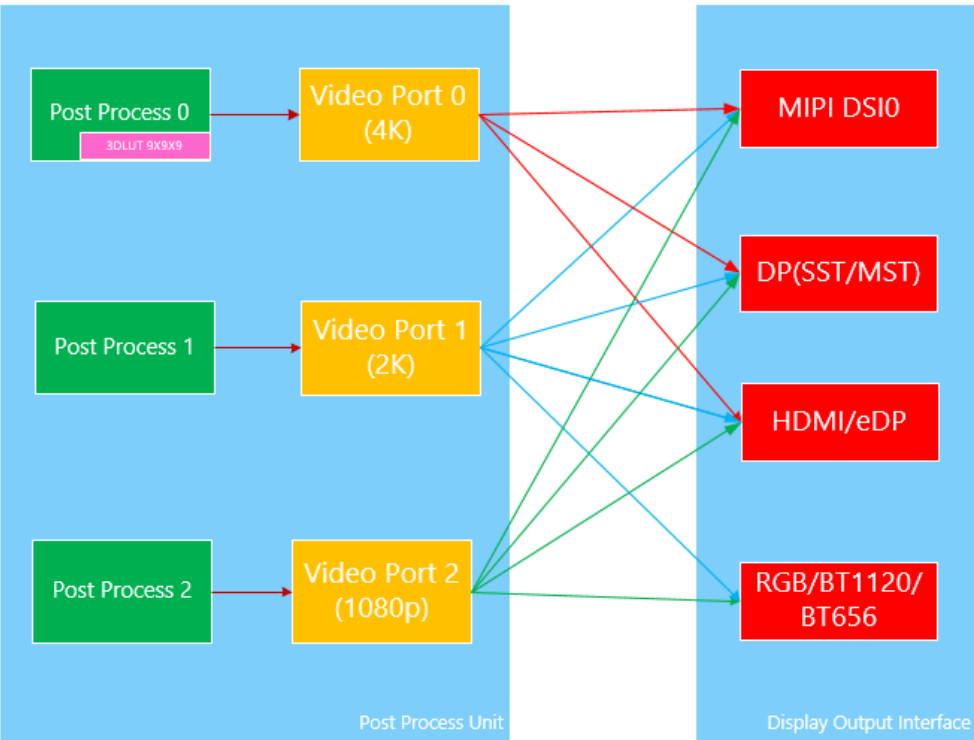 Post Process 0
3DLUT 9X9X9
Video Port 0
(4K)
MIPI DSI0
DP(SST/MST)
Post Process 1
Video Port 1
(2K)
HDMI/eDP
Post Process 2
Video Port 2
(1080p)
RGB/BT1120/
BT656
Post Process Unit
Display Output Interface